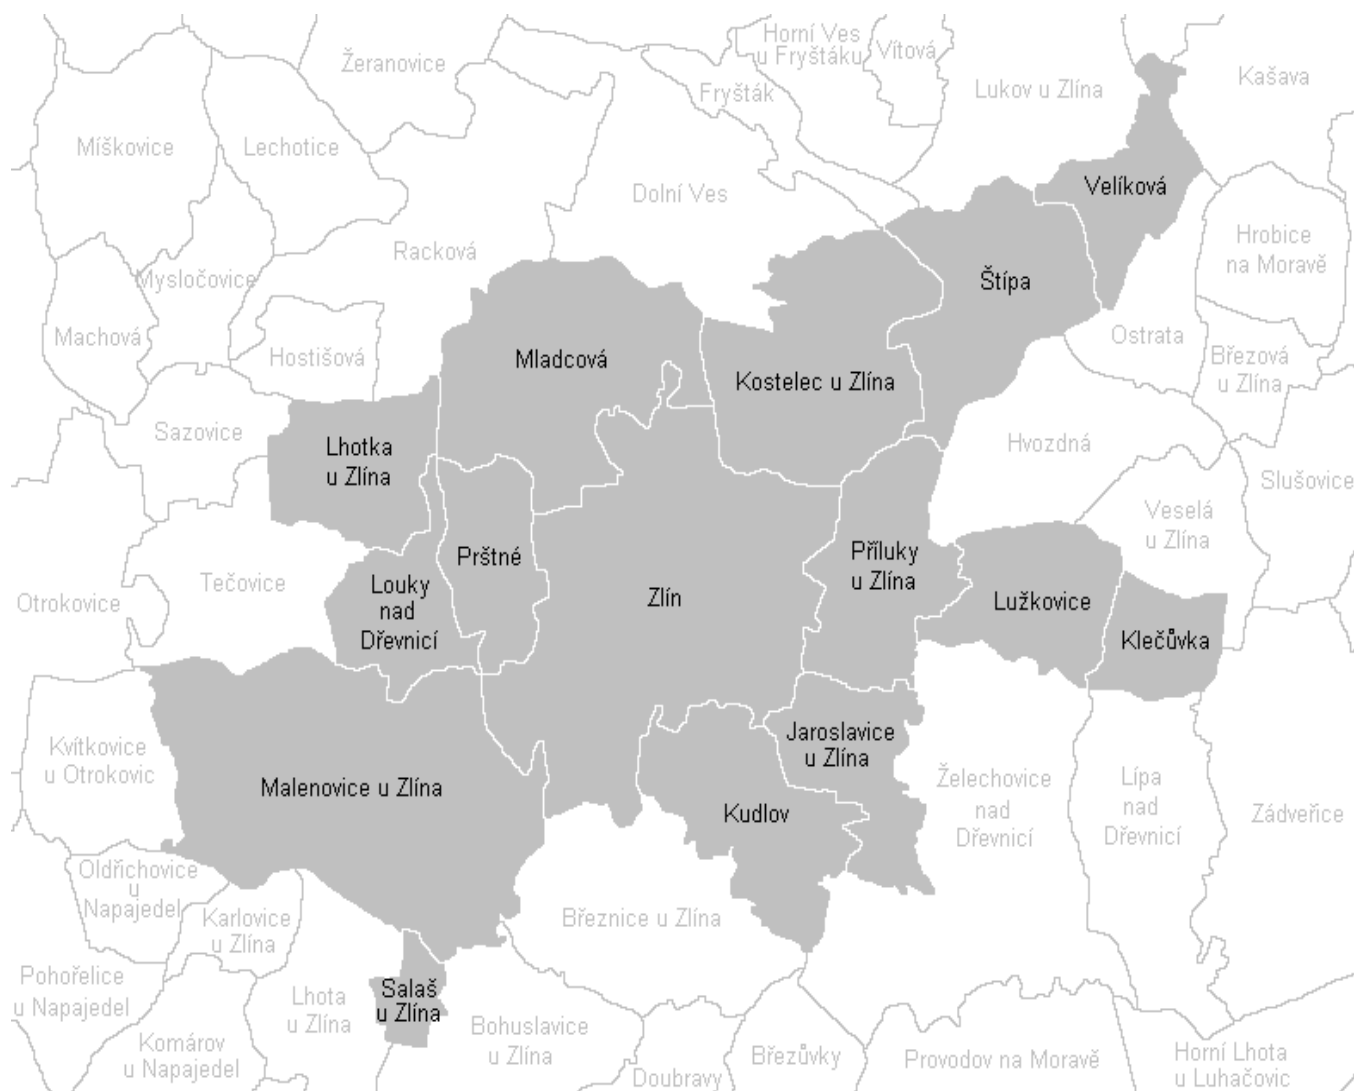 Horní Ves
u Fryštáku
Vítová
Žeranovice
Kašava
Fryšták
Lukov u Zlína
Míškovice
Lechotice
Velíková
Dolní Ves
Hrobice
na Moravě
Racková
Mysločovice
Štípa
Machová
Hostišová
Mladcová
Ostrata
Březová
u Zlína
Kostelec u Zlína
Sazovice
Lhotka
u Zlína
Hvozdná
Slušovice
Veselá
u Zlína
Prštné
Příluky
u Zlína
Tečovice
Louky
nad
Dřevnicí
Zlín
Otrokovice
Lužkovice
Klečůvka
Kvítkovice
u Otrokovic
Jaroslavice
u Zlína
Malenovice u Zlína
Želechovice
nad
Dřevnicí
Lípa
nad
Dřevnicí
Kudlov
Zádveřice
Oldřichovice
u
Napajedel
Karlovice
u Zlína
Březnice u Zlína
Pohořelice
u Napajedel
Salaš
u Zlína
Lhota
u Zlína
Bohuslavice
u Zlína
Komárov
u Napajedel
Doubravy
Březůvky
Provodov na Moravě
Horní Lhota
u Luhačovic